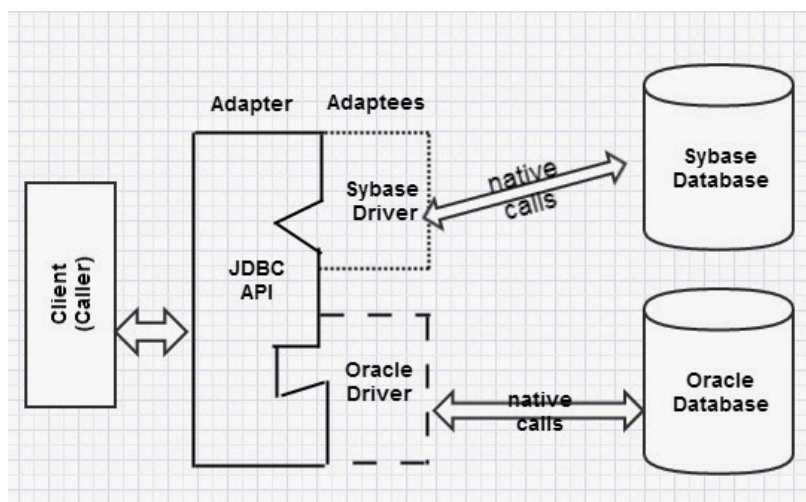 Adapter
Adaptees
Client
(Caller)
JDBC
API
Sybase
Driver
native
calls
Sybase
Database
Oracle
Driver
native
calls
Oracle
Database